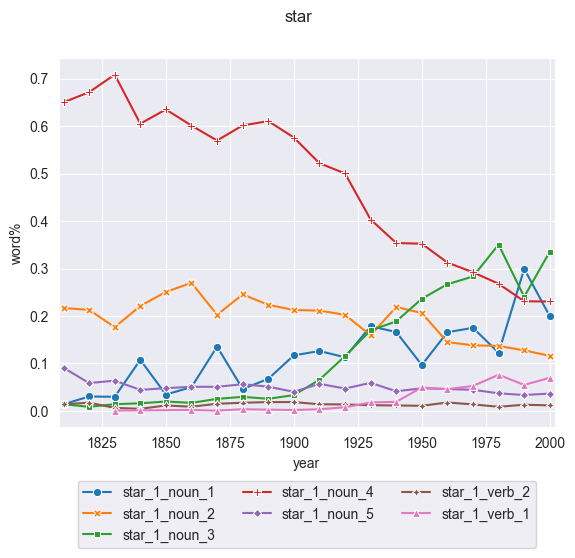 star
0.7
0.6
0.5
0.4
0.3
0.2
0.1
0.0
word%
1825 1850 1875 1900 1925 1950 1975 2000
year
star_1_noun_1 star_1_noun_4 star_1_verb_2
star_1_noun_2 star_1_noun_5 star_1_verb_1
star_1_noun_3